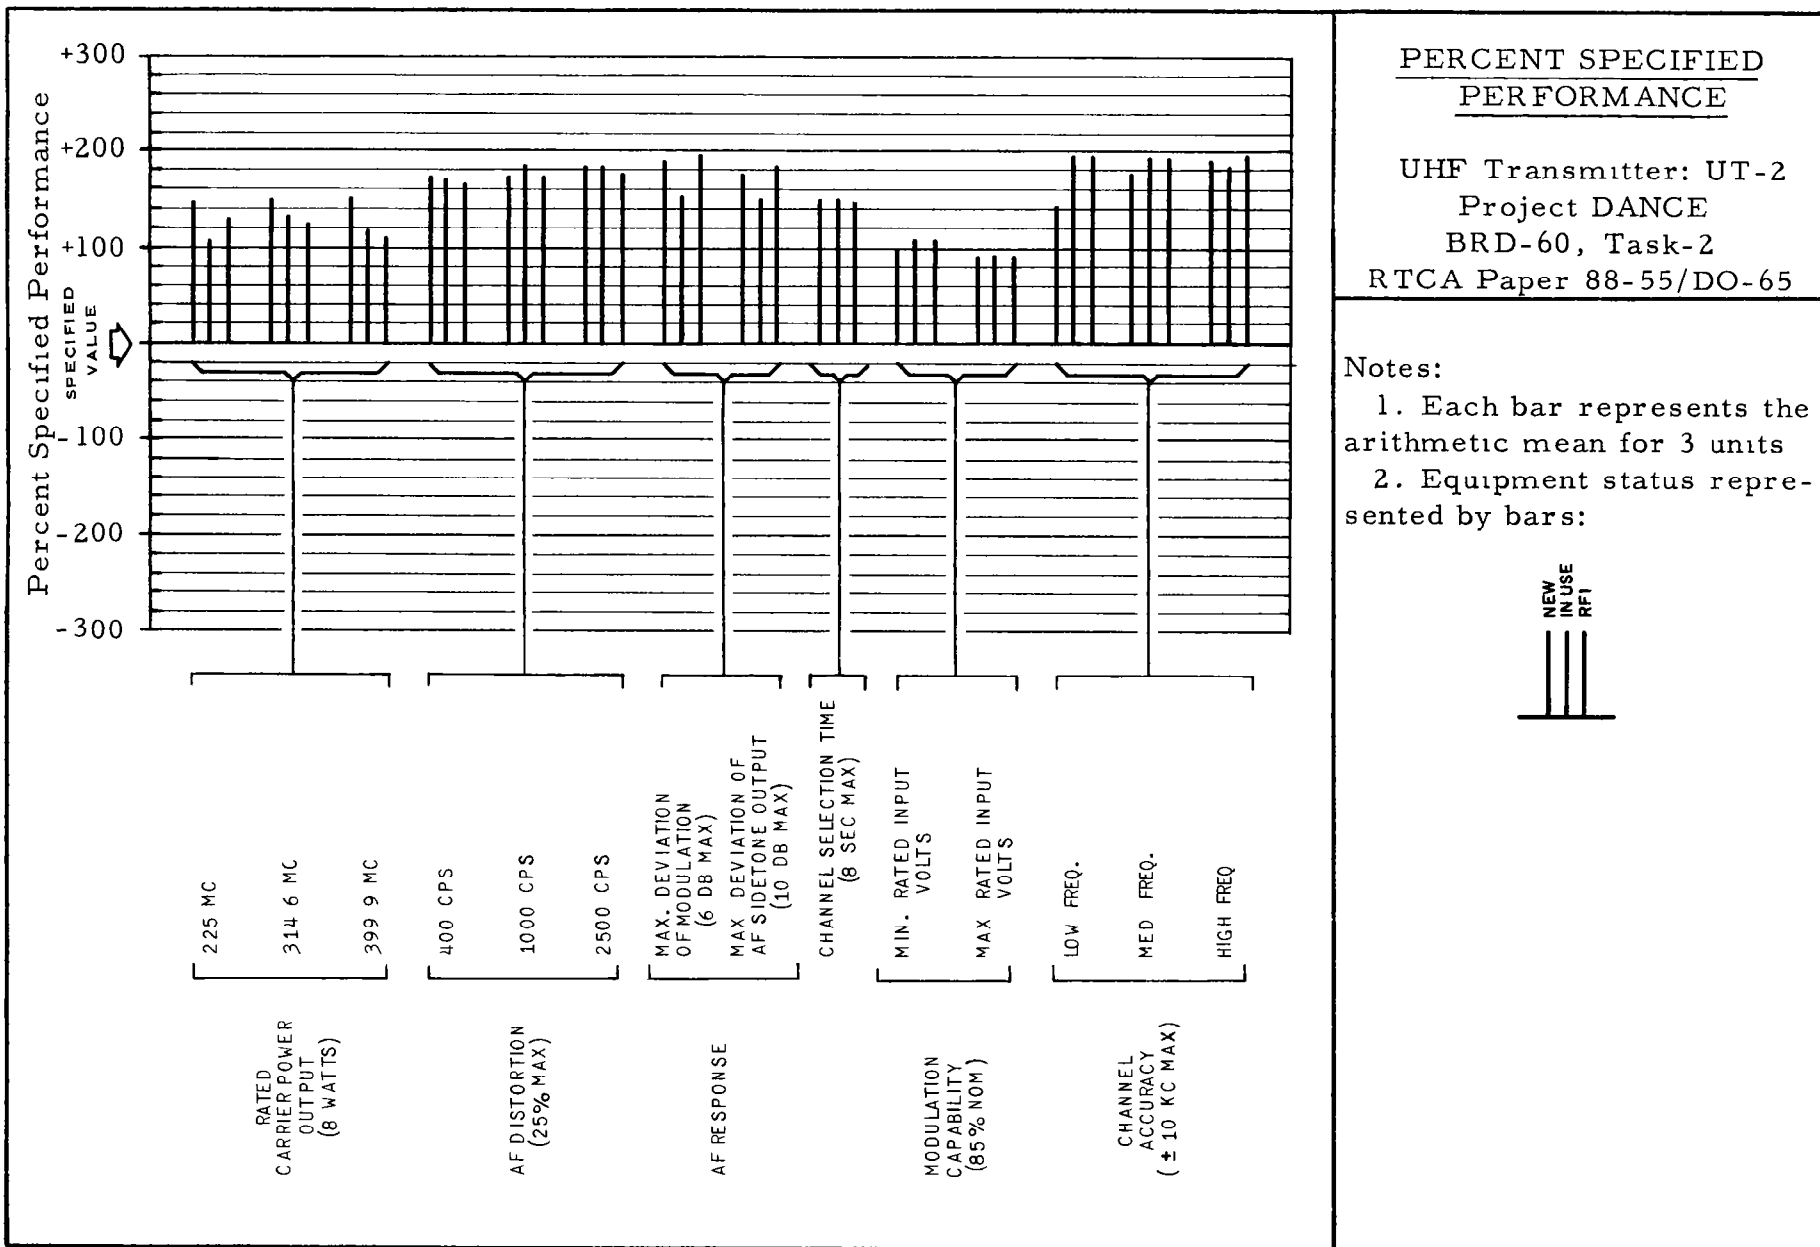 +300
+200
+100
-100
-200
-300
Percent Specified Performance
SPECIFIED
VALUE
225 MC
314 6 MC
399 9 MC
400 CPS
1000 CPS
2500 CPS
MAX. DEVIATION
OF MODULATION
(6 DB MAX)
MAX DEVIATION OF
AF SIDETONE OUTPUT
(10 DB MAX)
CHANNEL SELECTION TIME
(8 SEC MAX)
MIN. RATED INPUT
VOLTS
MAX RATED INPUT
VOLTS
LOW FREQ.
MED FREQ.
HIGH FREQ
RATED
CARRIER POWER
OUTPUT
(8 WATTS)
AF DISTORTION
(25% MAX)
AF RESPONSE
MODULATION
CAPABILITY
(85% NOM)
CHANNEL
ACCURACY
(± 10 KC MAX)
PERCENT SPECIFIED
PERFORMANCE
UHF Transmitter: UT-2
Project DANCE
BRD-60, Task-2
RTCA Paper 88-55/DO-65
Notes:
1. Each bar represents the
arithmetic mean for 3 units
2. Equipment status repre-
sented by bars:
NEW
IN USE
RFI